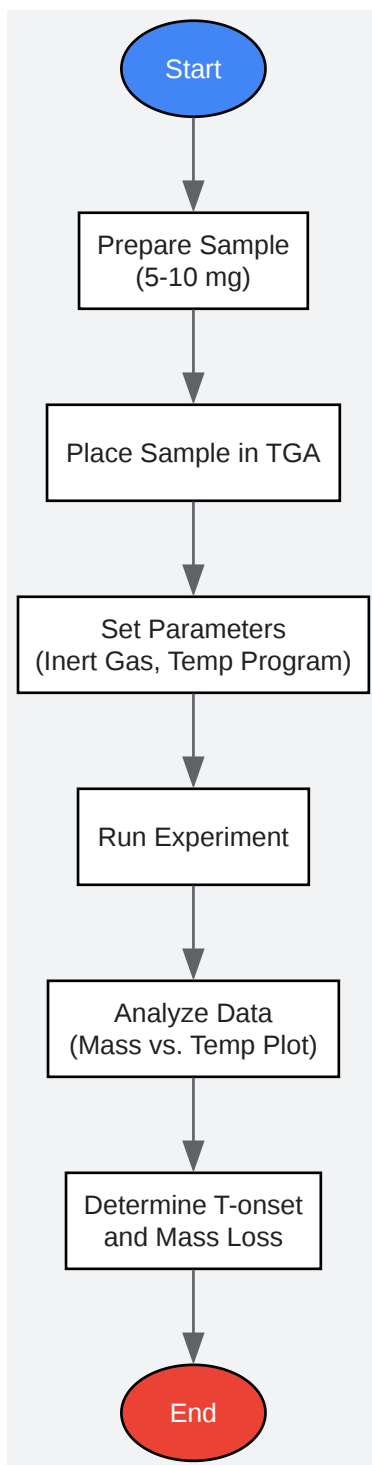 Start
Prepare Sample
(5-10 mg)
Place Sample in TGA
Set Parameters
(Inert Gas, Temp Program)
Run Experiment
Analyze Data
(Mass vs. Temp Plot)
Determine T-onset
and Mass Loss
End